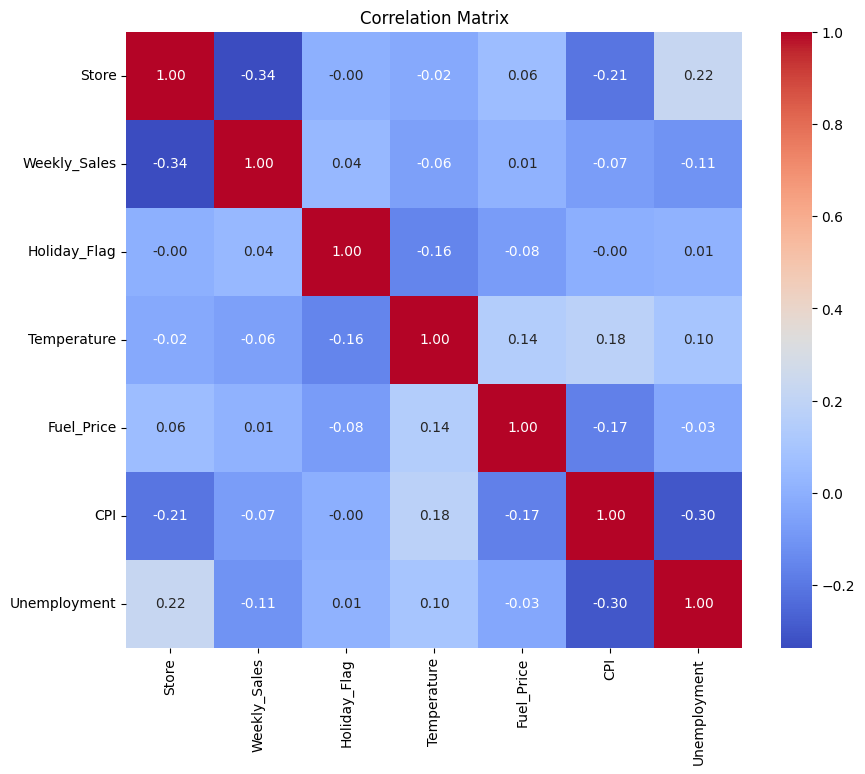 Correlation Matrix
Store 1.00 -0.34 -0.00 -0.02 0.06 -0.21 0.22
Weekly_Sales -0.34 1.00 0.04 -0.06 0.01 -0.07 -0.11
Holiday_Flag -0.00 0.04 1.00 -0.16 -0.08 -0.00 0.01
Temperature -0.02 -0.06 -0.16 1.00 0.14 0.18 0.10
Fuel_Price 0.06 0.01 -0.08 0.14 1.00 -0.17 -0.03
CPI -0.21 -0.07 -0.00 0.18 -0.17 1.00 -0.30
Unemployment 0.22 -0.11 0.01 0.10 -0.03 -0.30 1.00
Store
Weekly_Sales
Holiday_Flag
Temperature
Fuel_Price
CPI
Unemployment
1.0
0.8
0.6
0.4
0.2
0.0
−0.2